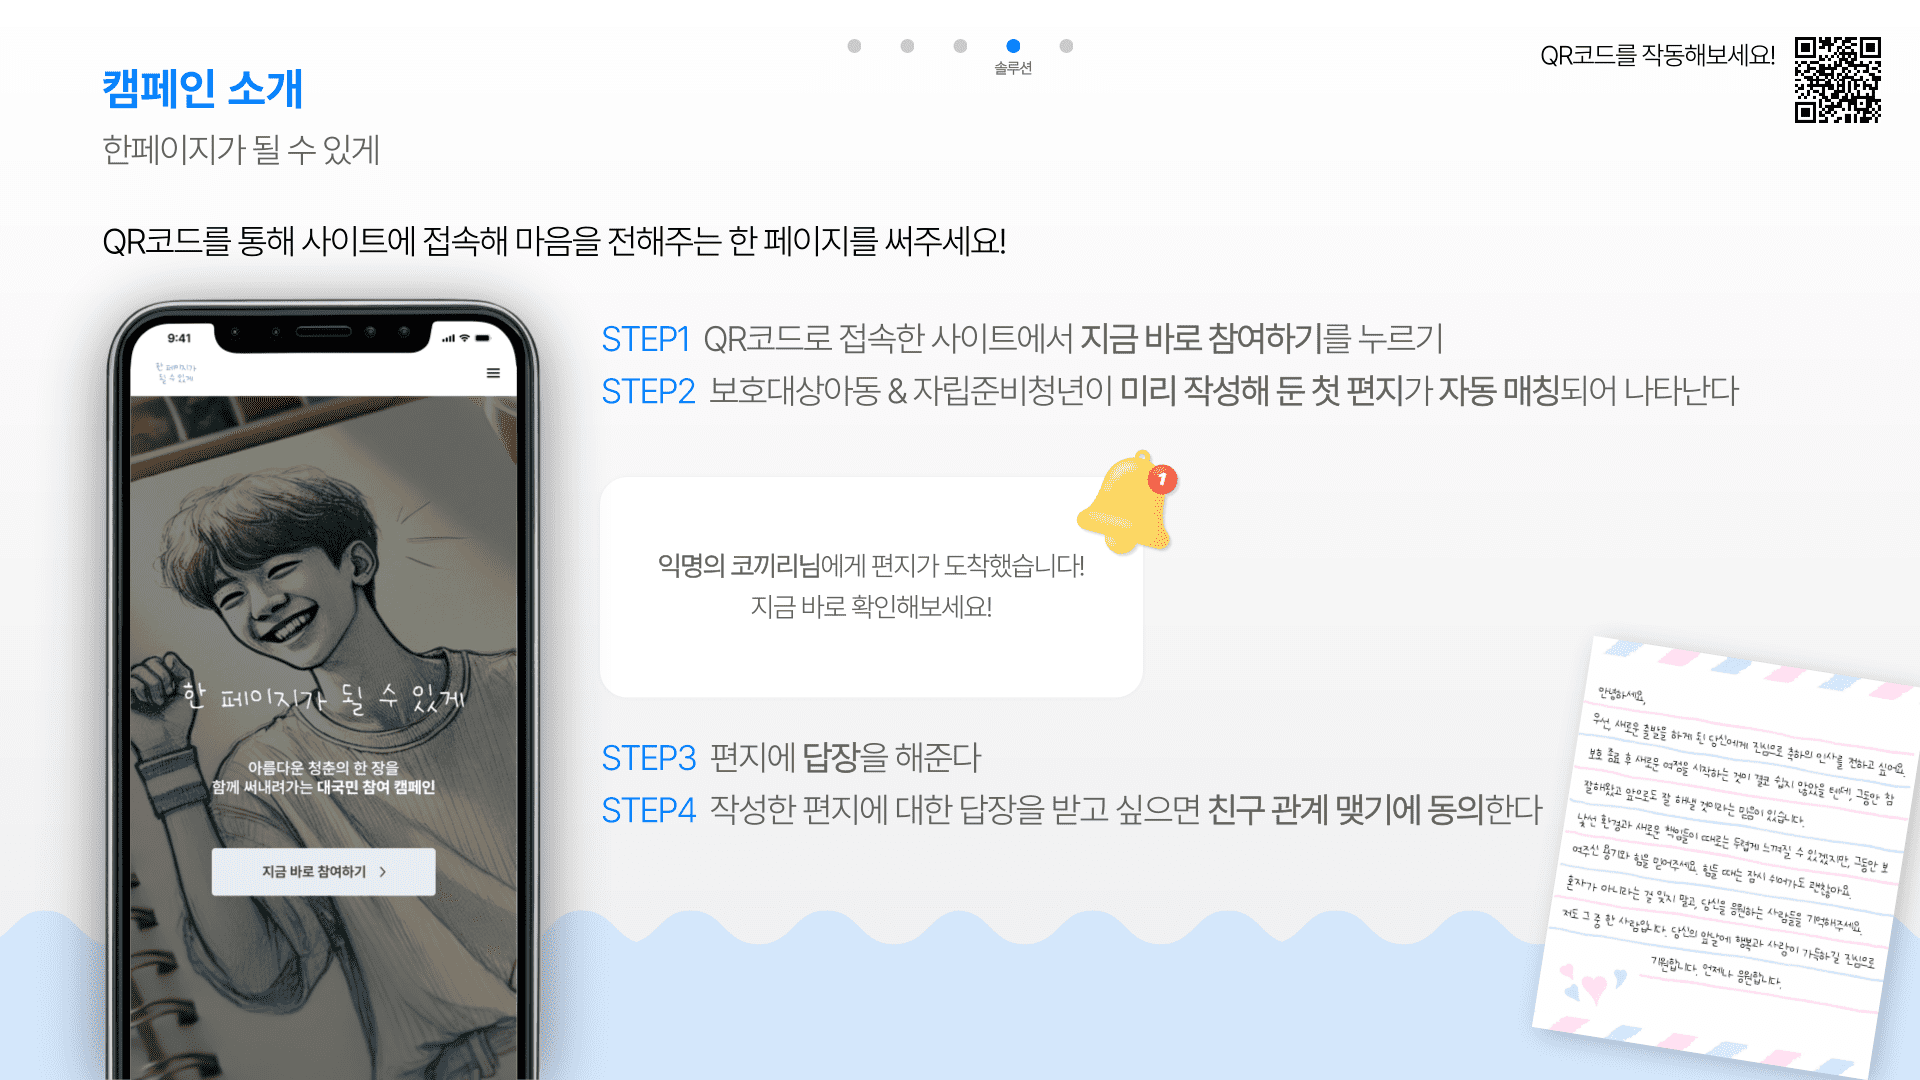 솔루션
QR코드를 작동해보세요!
캠페인 소개
한페이지가 될 수 있게
QR코드를 통해 사이트에 접속해 마음을 전해주는 한 페이지를 써주세요!
9:41
한 페이지가
될 수 있게
한 페이지가 될 수 있게
아름다운 청춘의 한 장을
함께 써내려가는 대국민 참여 캠페인
지금 바로 참여하기 >
STEP1 QR코드로 접속한 사이트에서 지금 바로 참여하기를 누르기
STEP2 보호대상아동 & 자립준비청년이 미리 작성해 둔 첫 편지가 자동 매칭되어 나타난다
1
익명의 코끼리님에게 편지가 도착했습니다!
지금 바로 확인해보세요!
STEP3 편지에 답장을 해준다
STEP4 작성한 편지에 대한 답장을 받고 싶으면 친구 관계 맺기에 동의한다
안녕하세요,
우선, 새로운 출발을 하게 된 당신에게 진심으로 축하의 인사를 전하고 싶어요.
보호 종료 후 새로운 여정을 시작하는 것이 결코 쉽지 않았을 텐데, 그동안 참
잘해왔고 앞으로도 잘 해낼 것이라는 믿음이 있습니다.
낯선 환경과 새로운 책임들이 때로는 두렵게 느껴질 수 있겠지만, 그동안 보
여주신 용기와 힘을 믿어주세요. 힘들 때는 잠시 쉬어가도 괜찮아요.
혼자가 아니라는 걸 잊지 말고, 당신을 응원하는 사람들을 기억해주세요.
저도 그 중 한 사람입니다. 당신의 앞날에 행복과 사랑이 가득하길 진심으로
기원합니다. 언제나 응원합니다.